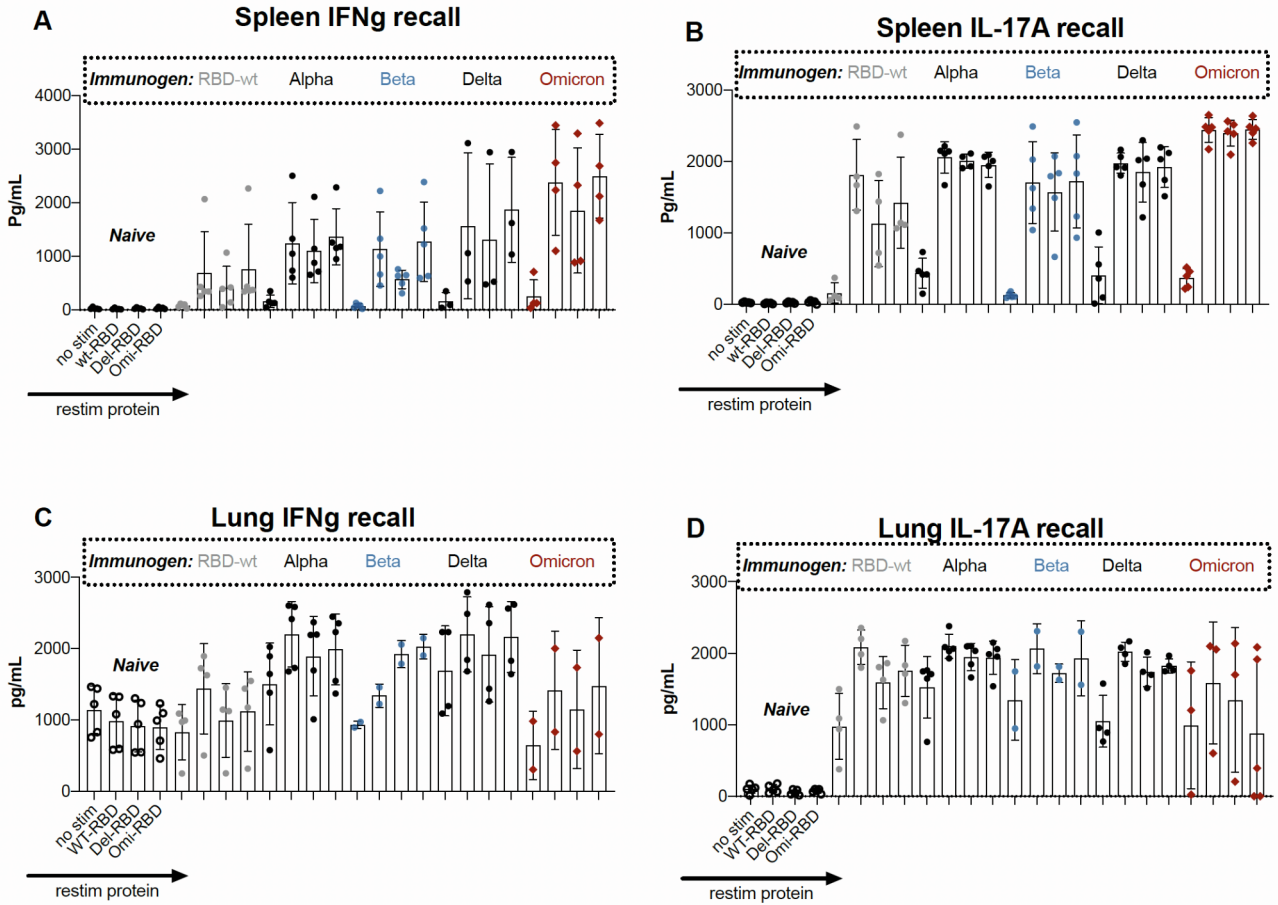 A
Spleen IFNg recall
Immunogen: RBD-wt Alpha Beta Delta Omicron
4000
3000
2000
1000
0
Pg/mL
Naive
no stim
wt-RBD
Del-RBD
Omi-RBD
restim protein
B
Spleen IL-17A recall
Immunogen: RBD-wt Alpha Beta Delta Omicron
3000
2000
1000
0
Pg/mL
Naive
no stim
wt-RBD
Del-RBD
Omi-RBD
restim protein
C
Lung IFNg recall
Immunogen: RBD-wt Alpha Beta Delta Omicron
3000
2000
1000
0
pg/mL
Naive
no stim
WT-RBD
Del-RBD
Omi-RBD
restim protein
D
Lung IL-17A recall
Immunogen: RBD-wt Alpha Beta Delta Omicron
3000
2000
1000
0
pg/mL
Naive
no stim
WT-RBD
Del-RBD
Omi-RBD
restim protein